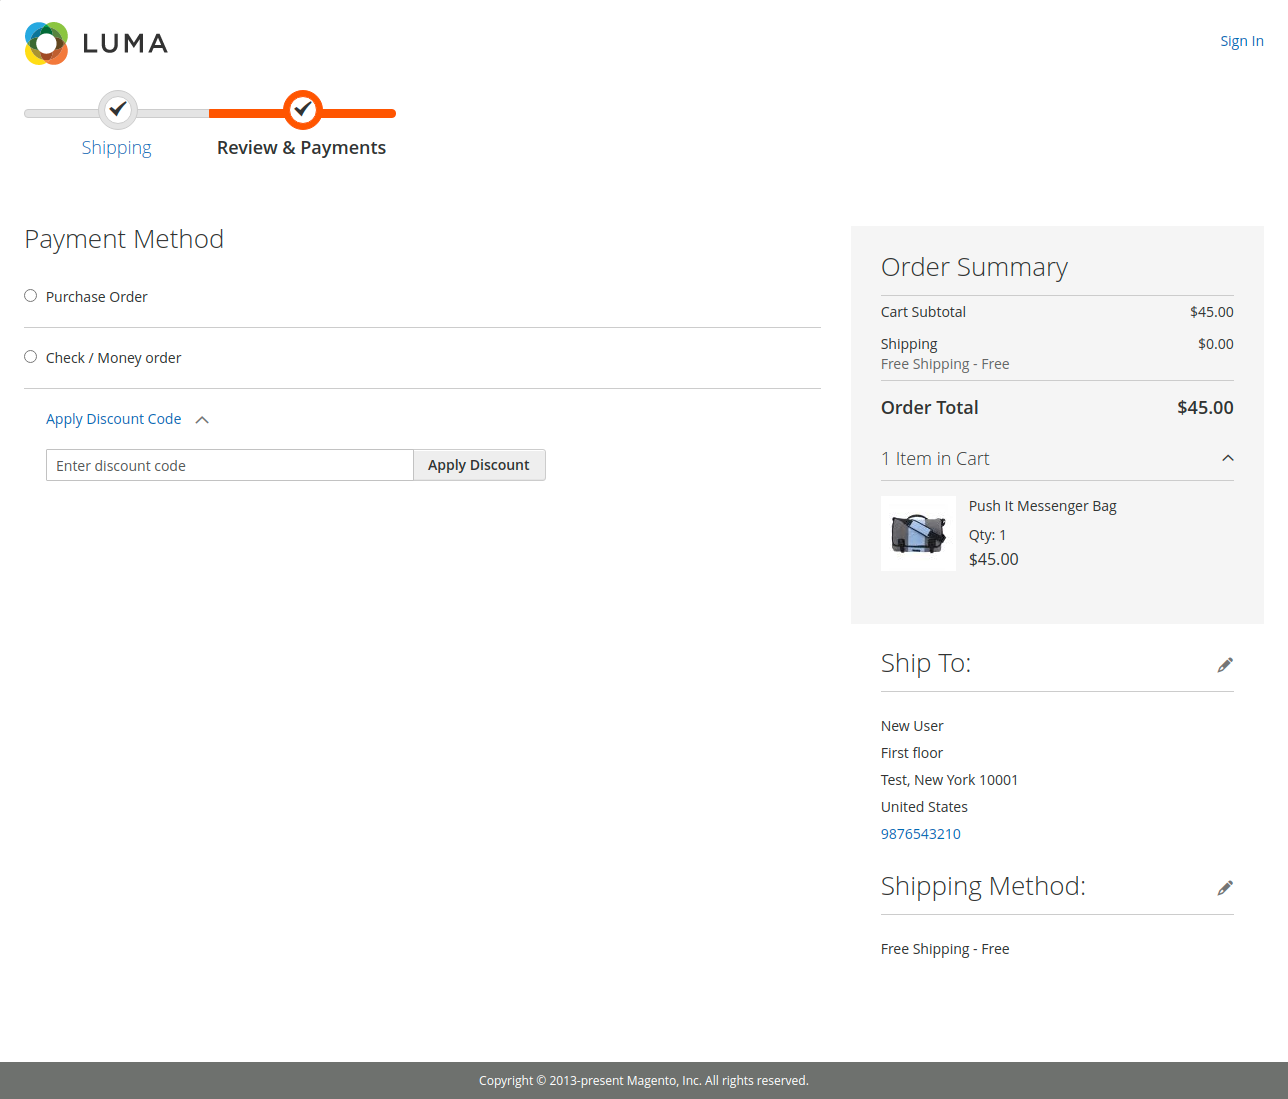 LUMA
Sign In
Shipping
Review & Payments
Payment Method
Purchase Order
Check / Money order
Apply Discount Code
Enter discount code
Apply Discount
Order Summary
Cart Subtotal $45.00
Shipping $0.00
Free Shipping - Free
Order Total $45.00
1 Item in Cart
Push It Messenger Bag
Qty: 1
$45.00
Ship To:
New User
First floor
Test, New York 10001
United States
9876543210
Shipping Method:
Free Shipping - Free
Copyright © 2013-present Magento, Inc. All rights reserved.